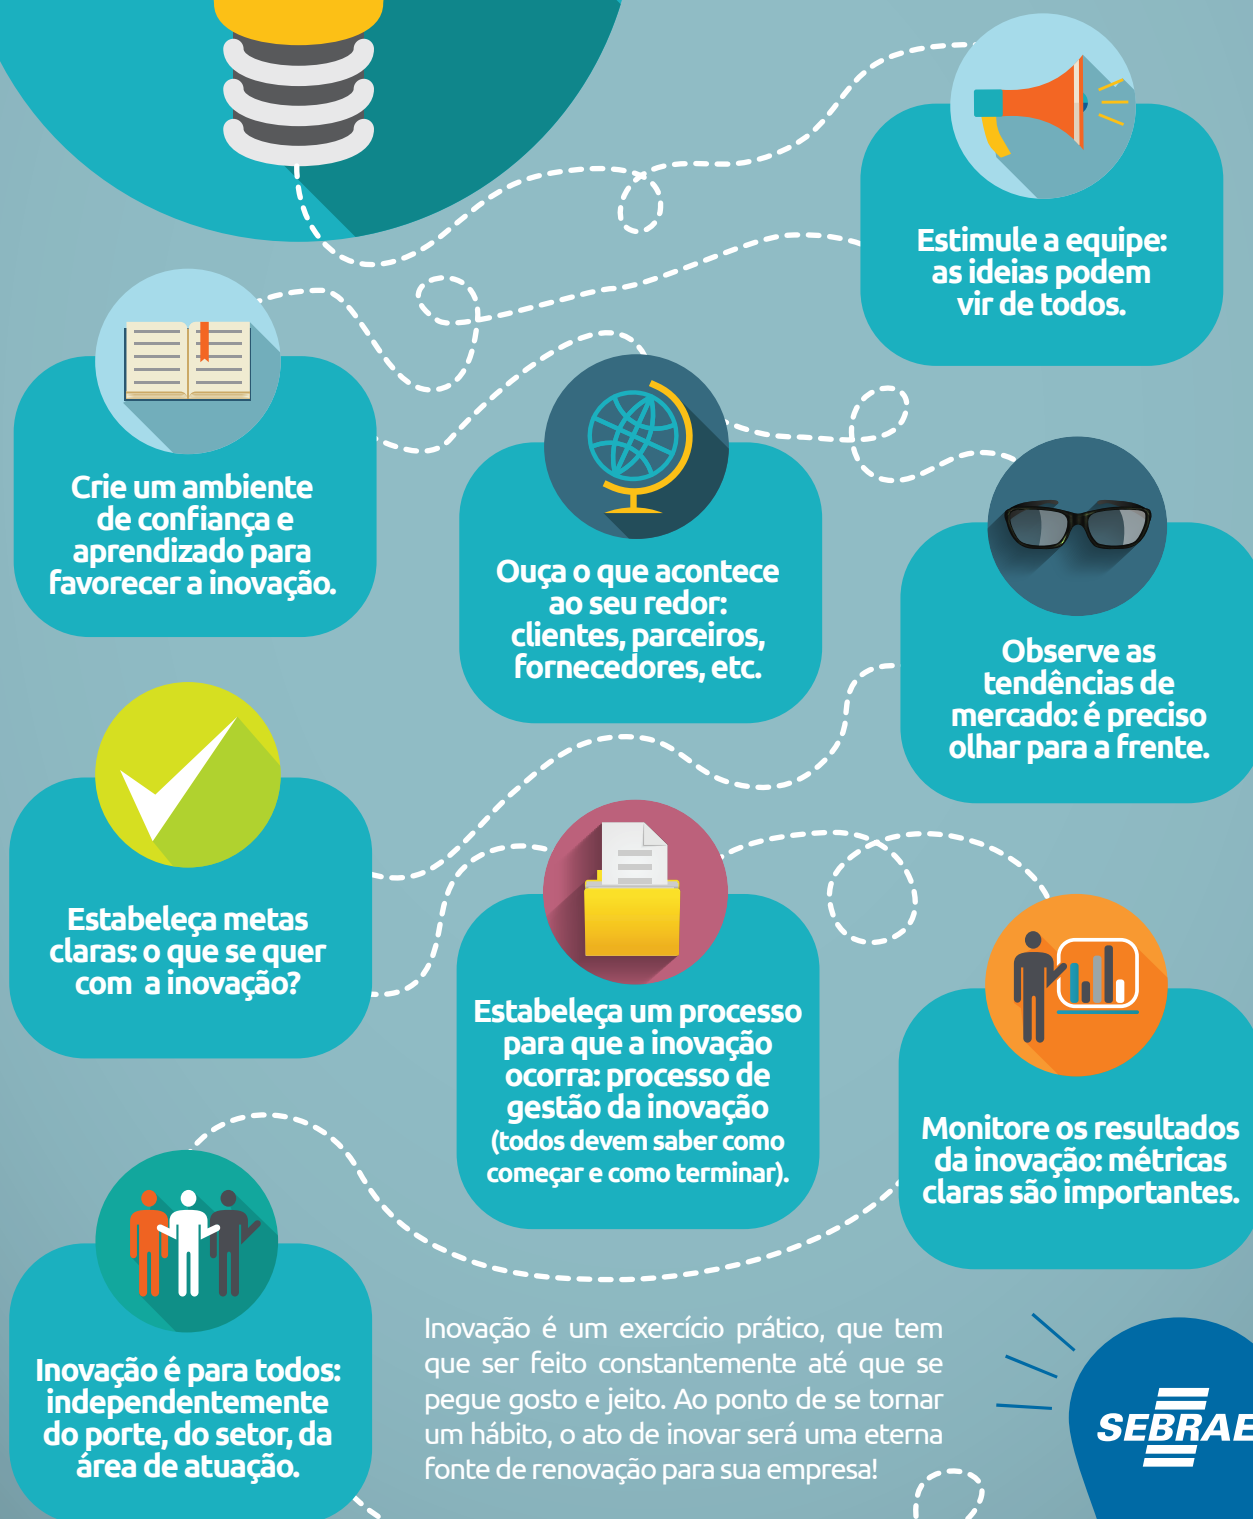 Estimule a equipe:
as ideias podem
vir de todos.
Crie um ambiente
de confiança e
aprendizado para
favorecer a inovação.
Ouça o que acontece
ao seu redor:
clientes, parceiros,
fornecedores, etc.
Observe as
tendências de
mercado: é preciso
olhar para a frente.
Estabeleça metas
claras: o que se quer
com a inovação?
Estabeleça um processo
para que a inovação
ocorra: processo de
gestão da inovação
(todos devem saber como
começar e como terminar).
Monitore os resultados
da inovação: métricas
claras são importantes.
Inovação é para todos:
independentemente
do porte, do setor, da
área de atuação.
Inovação é um exercício prático, que tem
que ser feito constantemente até que se
pegue gosto e jeito. Ao ponto de se tornar
um hábito, o ato de inovar será uma eterna
fonte de renovação para sua empresa!
SEBRAE